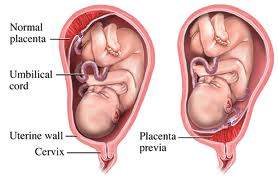 Normal
placenta
Umbilical
cord
Uterine wall
Cervix
Placenta
previa